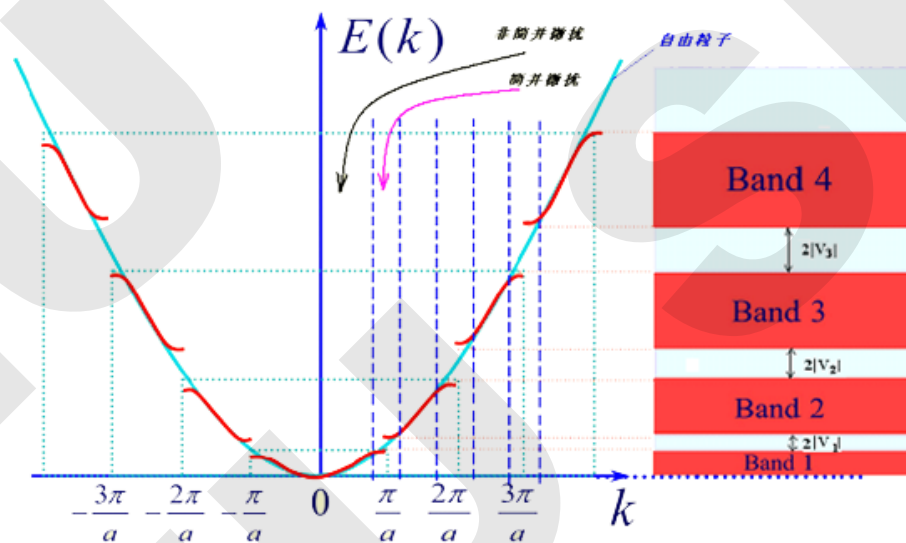 E(k)
非简并微扰
简并微扰
自由粒子
Band 4
2|V₃|
Band 3
2|V₂|
Band 2
2|V₁|
Band 1
-3π/a -2π/a -π/a 0 π/a 2π/a 3π/a k